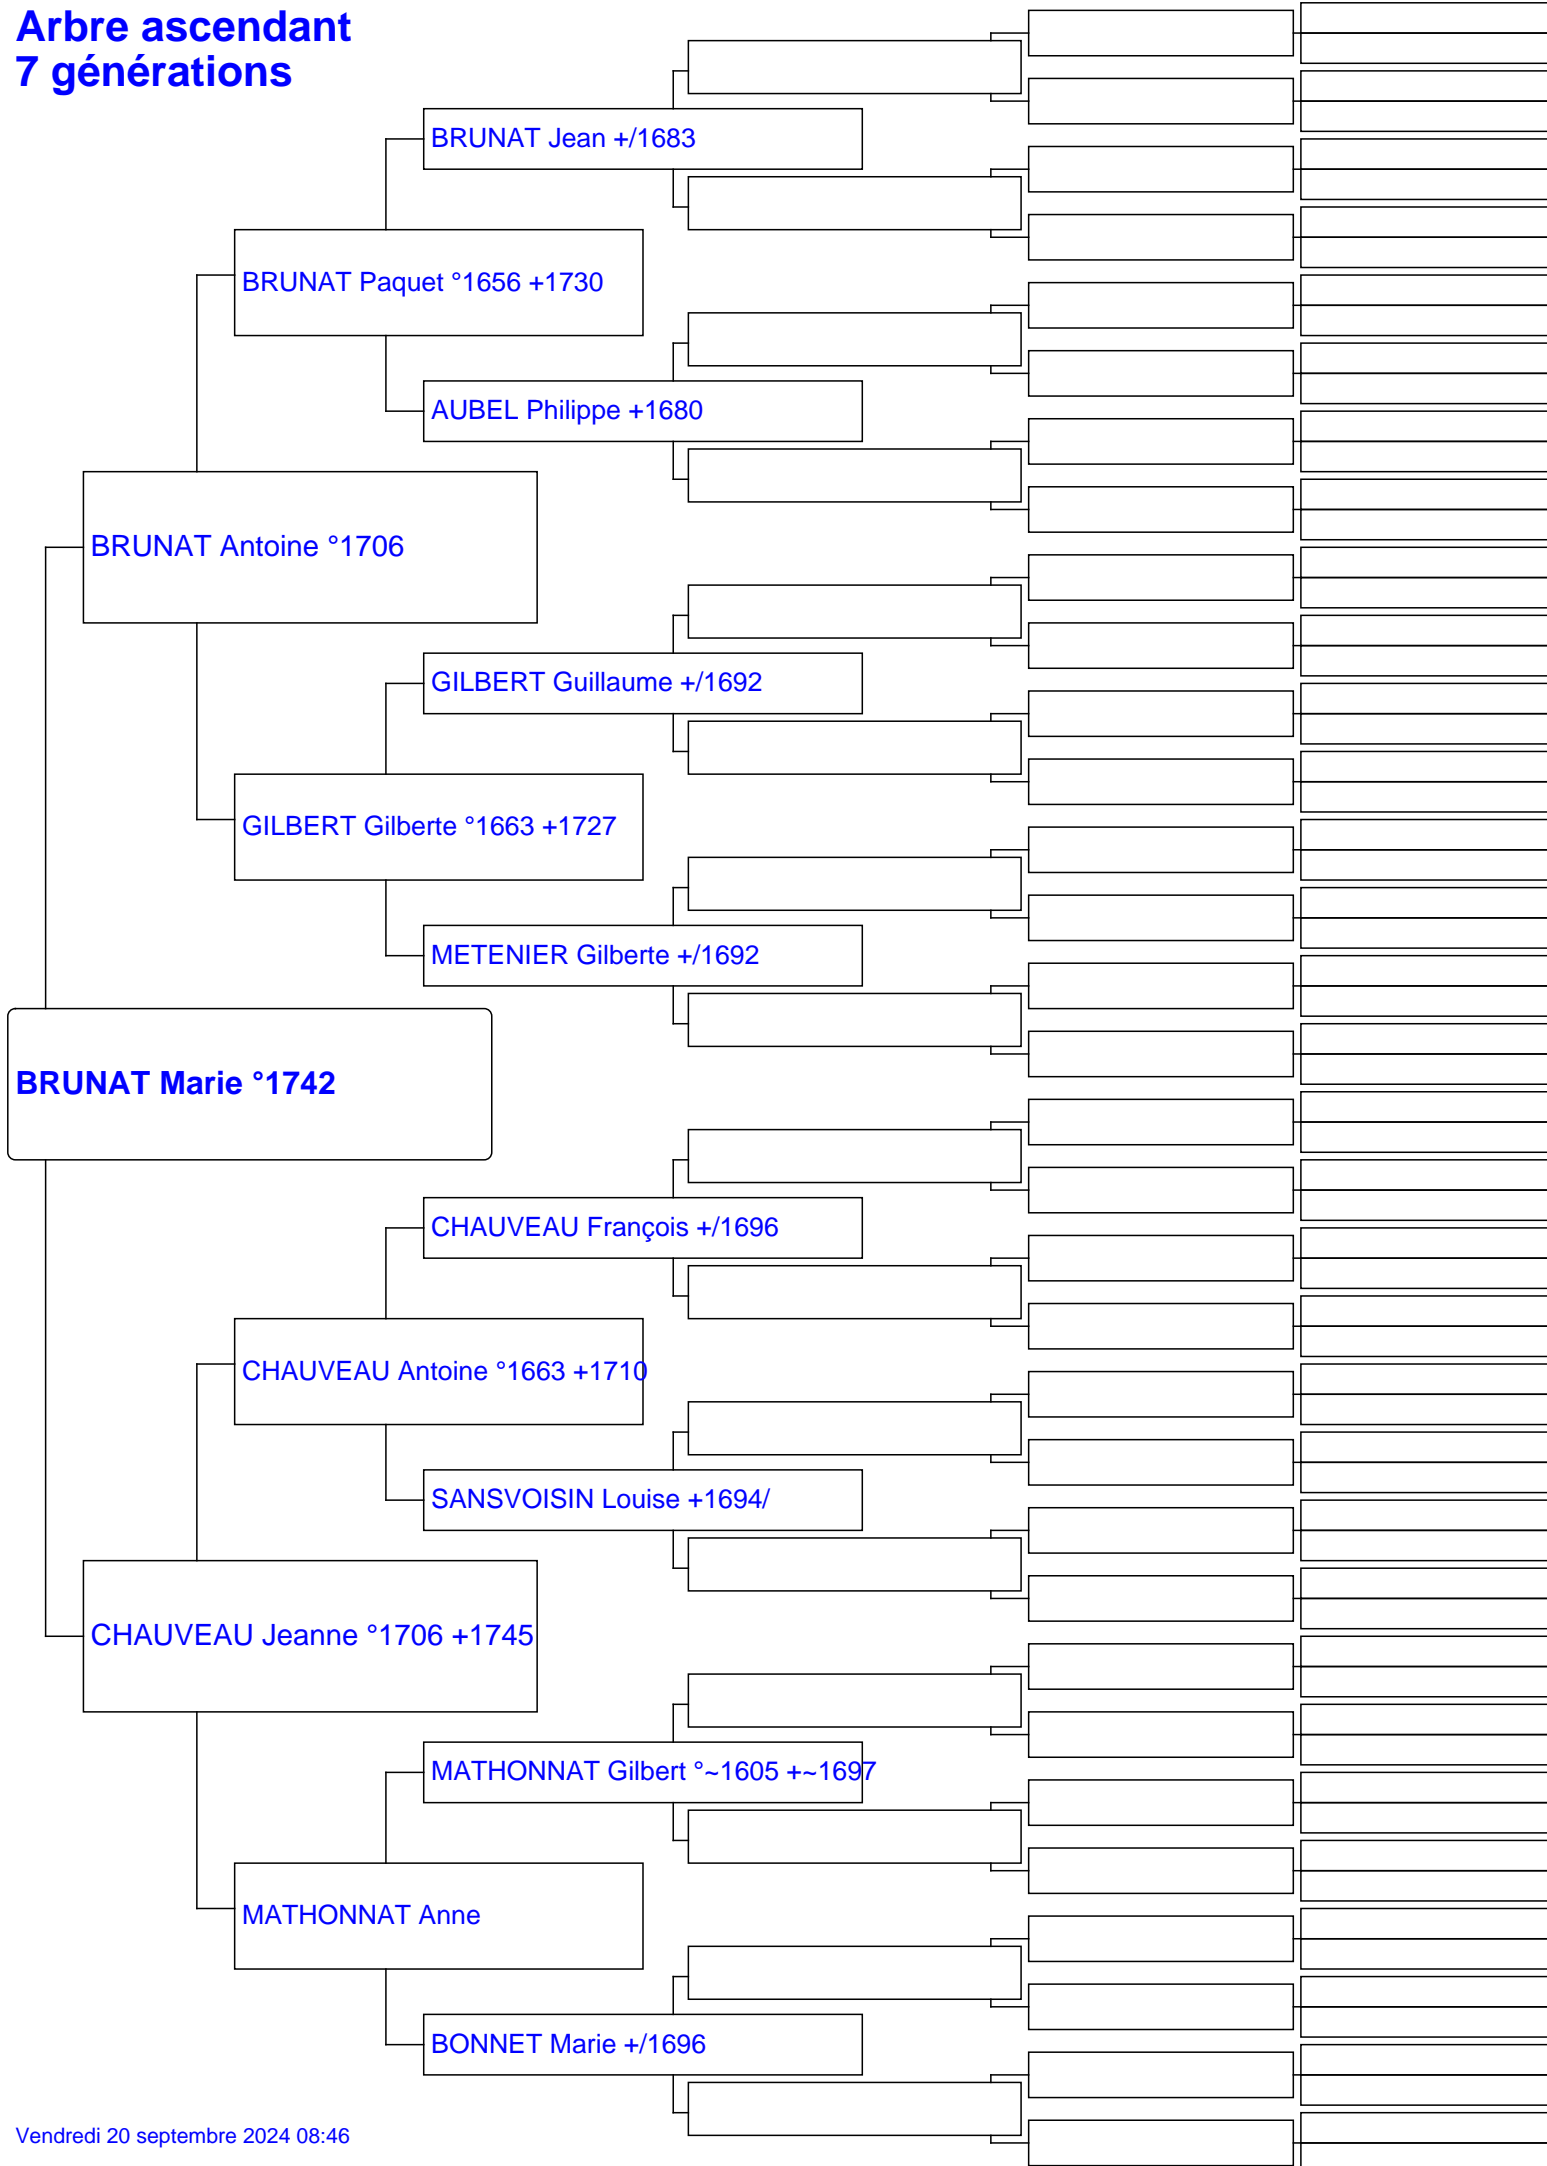 Arbre ascendant
7 générations
BRUNAT Jean +/1683
BRUNAT Paquet °1656 +1730
AUBEL Philippe +1680
BRUNAT Antoine °1706
GILBERT Guillaume +/1692
GILBERT Gilberte °1663 +1727
METENIER Gilberte +/1692
BRUNAT Marie °1742
CHAUVEAU François +/1696
CHAUVEAU Antoine °1663 +1710
SANSVOISIN Louise +1694/
CHAUVEAU Jeanne °1706 +1745
MATHONNAT Gilbert °~1605 +~1697
MATHONNAT Anne
BONNET Marie +/1696
Vendredi 20 septembre 2024 08:46